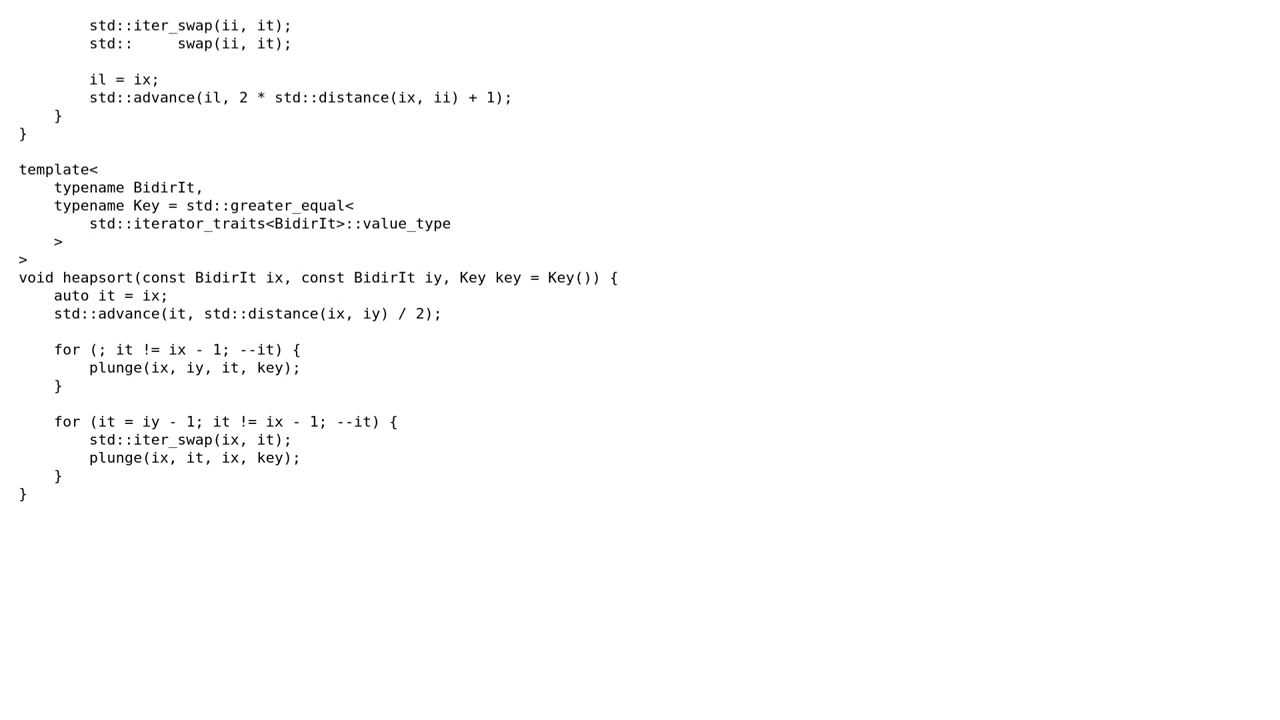 std::iter_swap(ii, it);
        std::     swap(ii, it);

        il = ix;
        std::advance(il, 2 * std::distance(ix, ii) + 1);
    }
}

template<
    typename BidirIt,
    typename Key = std::greater_equal<
        std::iterator_traits<BidirIt>::value_type
    >
>
void heapsort(const BidirIt ix, const BidirIt iy, Key key = Key()) {
    auto it = ix;
    std::advance(it, std::distance(ix, iy) / 2);

    for (; it != ix - 1; --it) {
        plunge(ix, iy, it, key);
    }

    for (it = iy - 1; it != ix - 1; --it) {
        std::iter_swap(ix, it);
        plunge(ix, it, ix, key);
    }
}